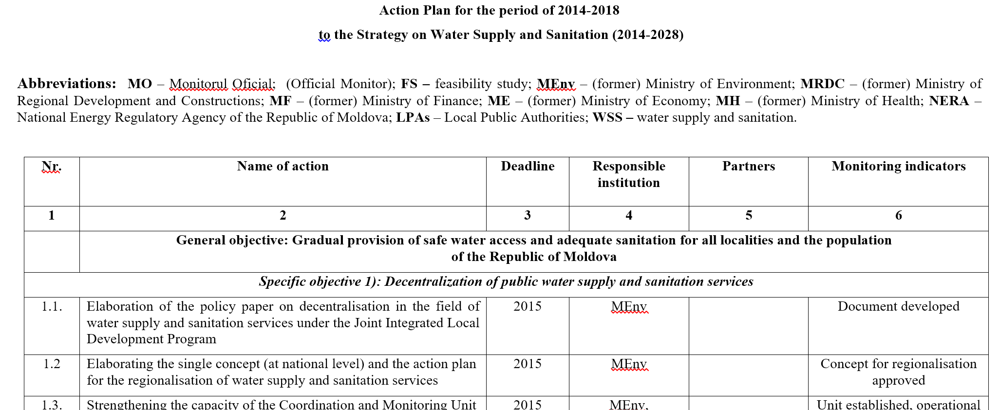 Action Plan for the period of 2014-2018
to the Strategy on Water Supply and Sanitation (2014-2028)
Abbreviations: MO – Monitorul Oficial; (Official Monitor); FS – feasibility study; MEnv – (former) Ministry of Environment; MRDC – (former) Ministry of
Regional Development and Constructions; MF – (former) Ministry of Finance; ME – (former) Ministry of Economy; MH – (former) Ministry of Health; NERA –
National Energy Regulatory Agency of the Republic of Moldova; LPAs – Local Public Authorities; WSS – water supply and sanitation.
Nr. Name of action Deadline Responsible Partners Monitoring indicators
institution
1 2 3 4 5 6
General objective: Gradual provision of safe water access and adequate sanitation for all localities and the population
of the Republic of Moldova
Specific objective 1): Decentralization of public water supply and sanitation services
1.1. Elaboration of the policy paper on decentralisation in the field of 2015 MEnv Document developed
water supply and sanitation services under the Joint Integrated Local
Development Program
1.2 Elaborating the single concept (at national level) and the action plan 2015 MEnv Concept for regionalisation
for the regionalisation of water supply and sanitation services approved
1.3. Strengthening the capacity of the Coordination and Monitoring Unit 2015 MEnv, Unit established, operational